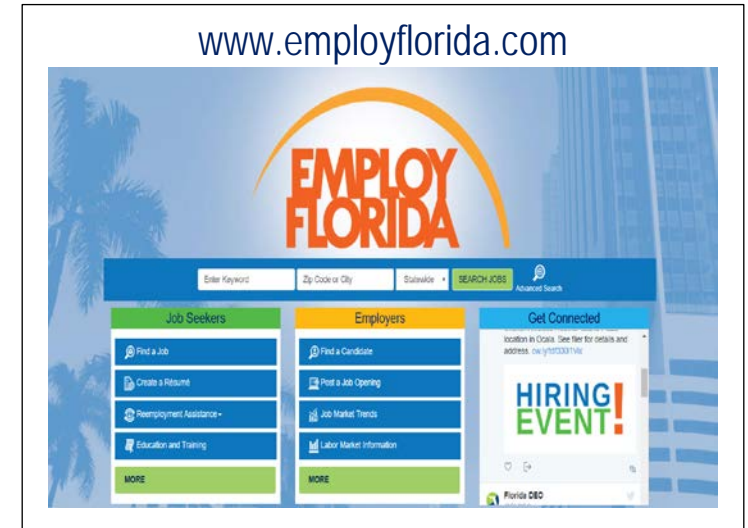 www.employflorida.com
EMPLOY
FLORIDA
Enter Keyword
Zip Code or City
Statewide
SEARCH JOBS
Advanced Search
Job Seekers
Find a Job
Create a Résumé
Reemployment Assistance
Education and Training
MORE
Employers
Find a Candidate
Post a Job Opening
Job Market Trends
Labor Market Information
MORE
Get Connected
location in Ocala. See flier for details and
address.
HIRING
EVENT!
Florida DEO